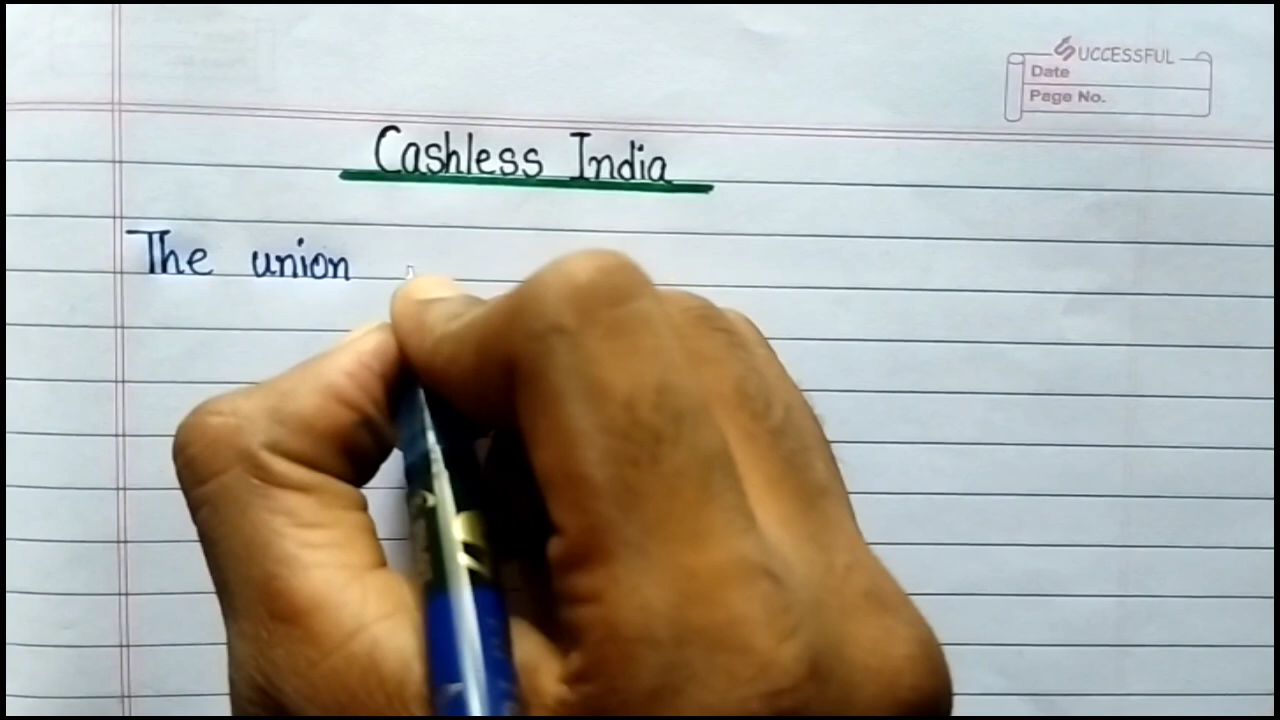 SUCCESSFUL
Date
Page No.
Cashless India
The union